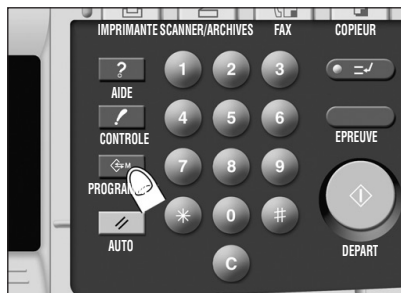 IMPRIMANTE SCANNER/ARCHIVES FAX COPIEUR
?
1 2 3
AIDE
!
4 5 6
CONTROLE
EPREUVE
M
7 8 9
* 0 #
AUTO
DEPART
C